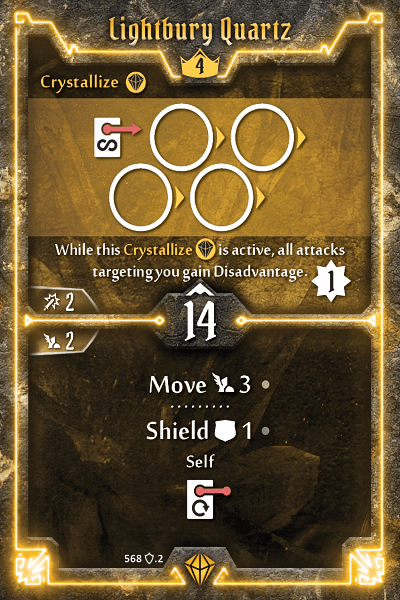 Lightbury Quartz
4
Crystallize
While this Crystallize is active, all attacks
targeting you gain Disadvantage.
1
2
14
2
Move 3
Shield 1
Self
568 .2